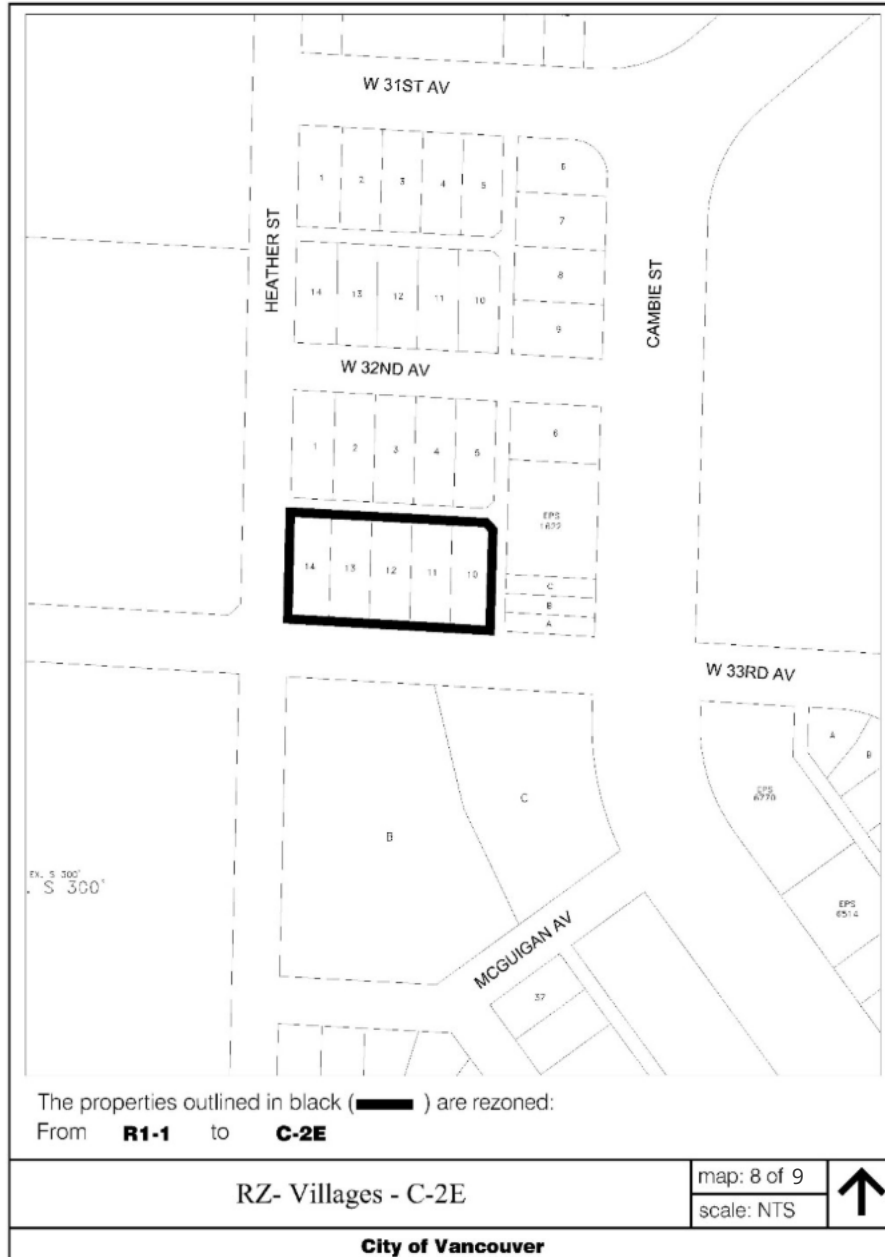 W 31ST AV
1 2 3 4 5
6
7
8
9
HEATHER ST
CAMBIE ST
14 13 12 11 10
W 32ND AV
1 2 3 4 5
6
EPS
1622
C
B
A
14 13 12 11 10
W 33RD AV
A
B
EPS
6770
EPS
6514
B
C
EX. S 300'
. S 300'
MCGUIGAN AV
37
The properties outlined in black ( ) are rezoned:
From R1-1 to C-2E
RZ- Villages - C-2E
map: 8 of 9
scale: NTS
City of Vancouver